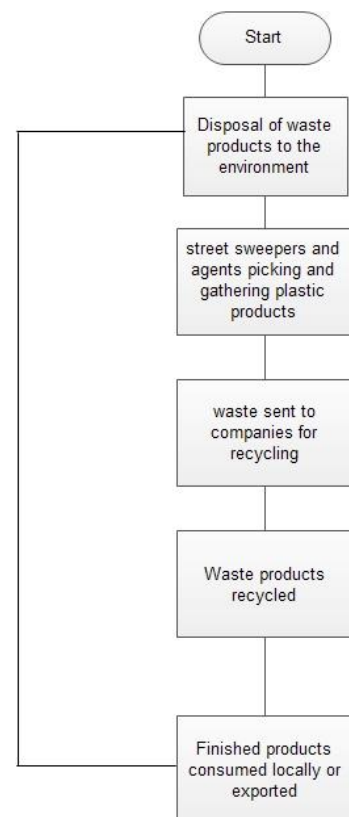 Start
Disposal of waste
products to the
environment
street sweepers and
agents picking and
gathering plastic
products
waste sent to
companies for
recycling
Waste products
recycled
Finished products
consumed locally or
exported